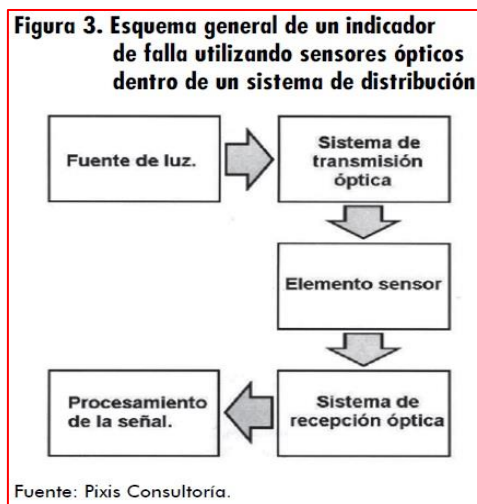 Figura 3. Esquema general de un indicador
de falla utilizando sensores ópticos
dentro de un sistema de distribución
Fuente de luz.
Sistema de
transmisión
óptica
Elemento sensor
Sistema de
recepción óptica
Procesamiento
de la señal.
Fuente: Pixis Consultoría.